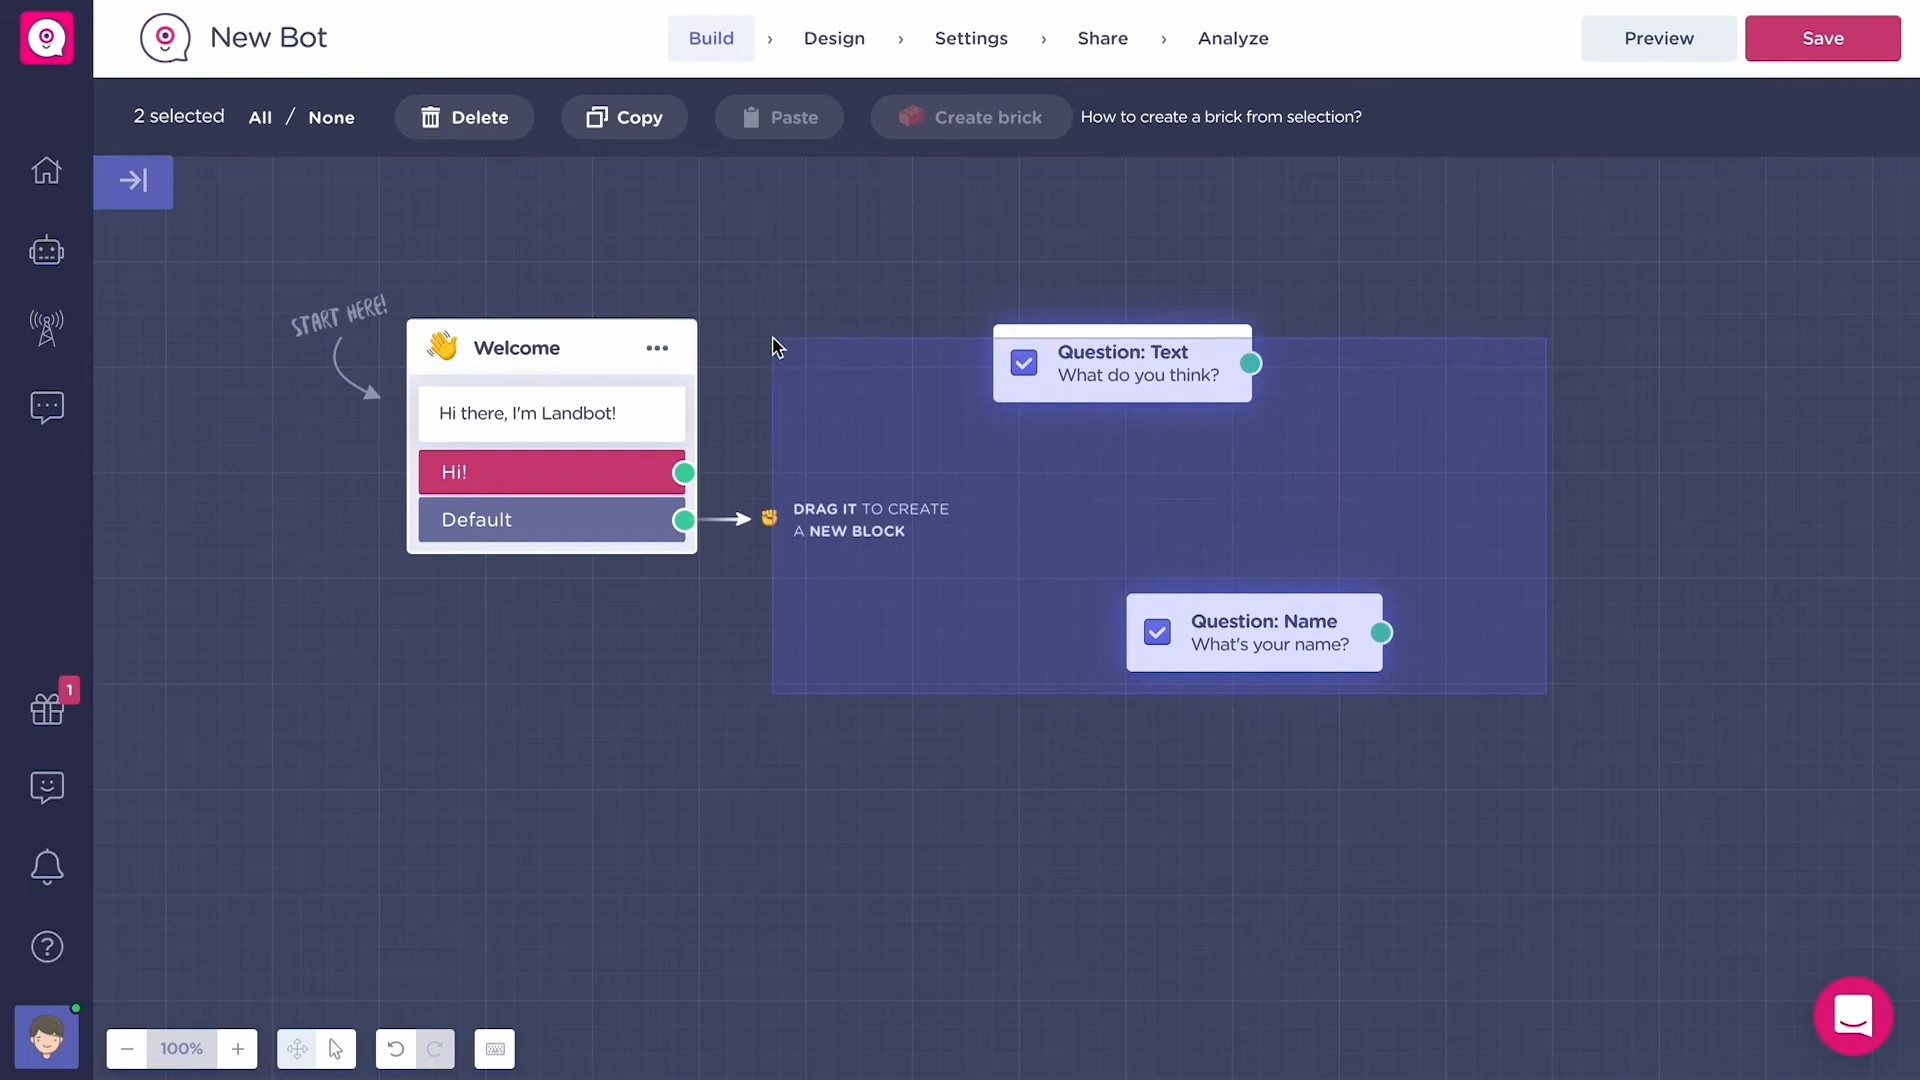 New Bot
Build › Design › Settings › Share › Analyze
Preview
Save
2 selected All / None
Delete
Copy
Paste
Create brick
How to create a brick from selection?
START HERE!
Welcome
Hi there, I'm Landbot!
Hi!
Default
DRAG IT TO CREATE
A NEW BLOCK
Question: Text
What do you think?
Question: Name
What's your name?
1
100%